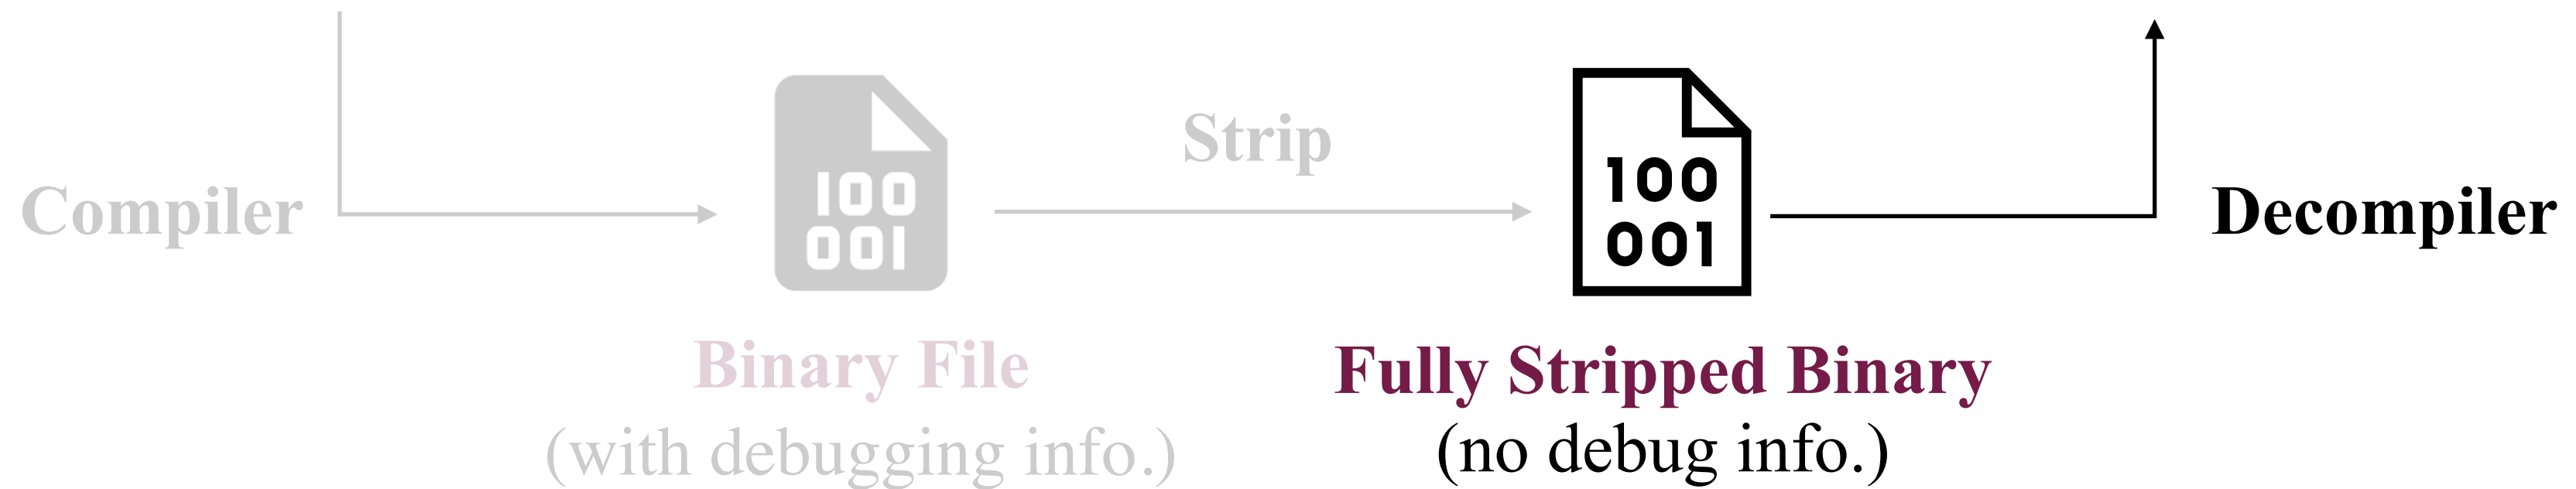 Strip
100
001
100
001
Compiler
Decompiler
Binary File
Fully Stripped Binary
(with debugging info.)
(no debug info.)